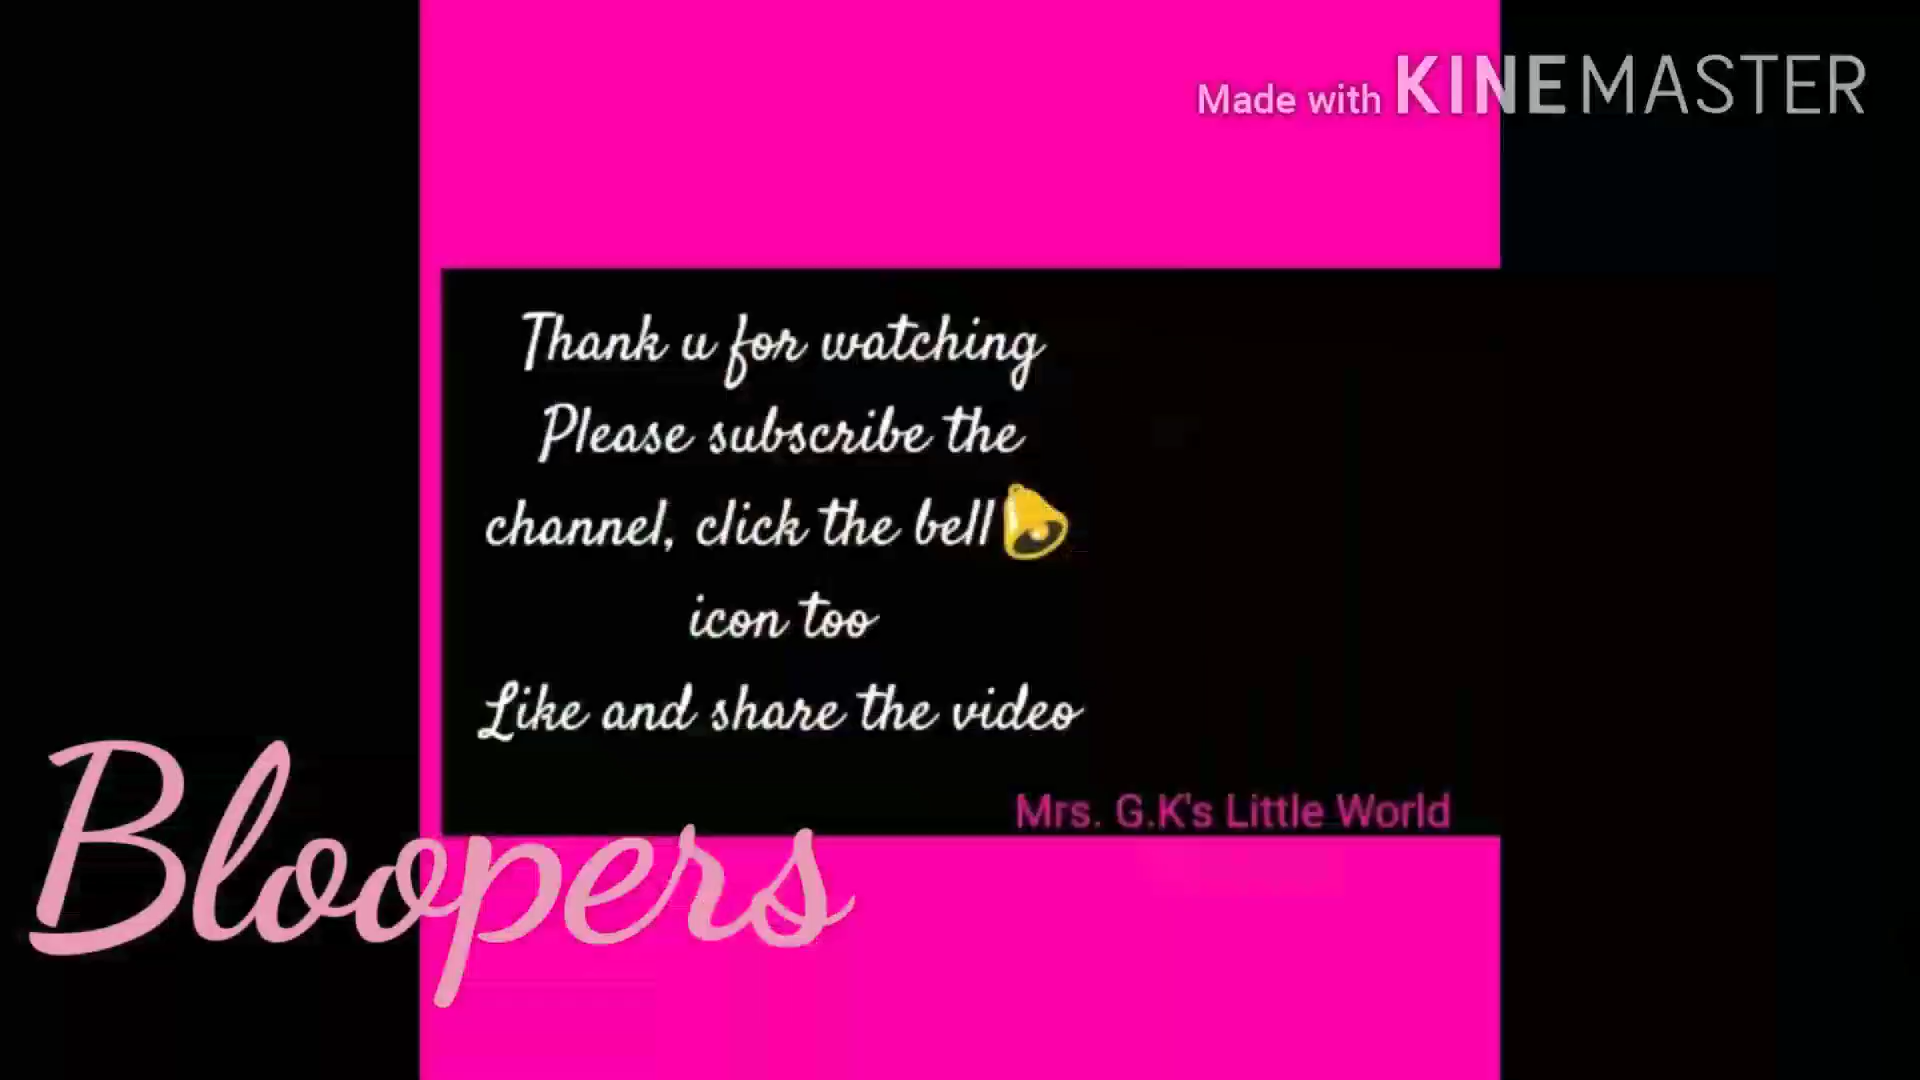 Made with KINEMASTER
Thank u for watching
Please subscribe the
channel, click the bell🔔
icon too
Like and share the video
Mrs. G.K's Little World
Bloopers